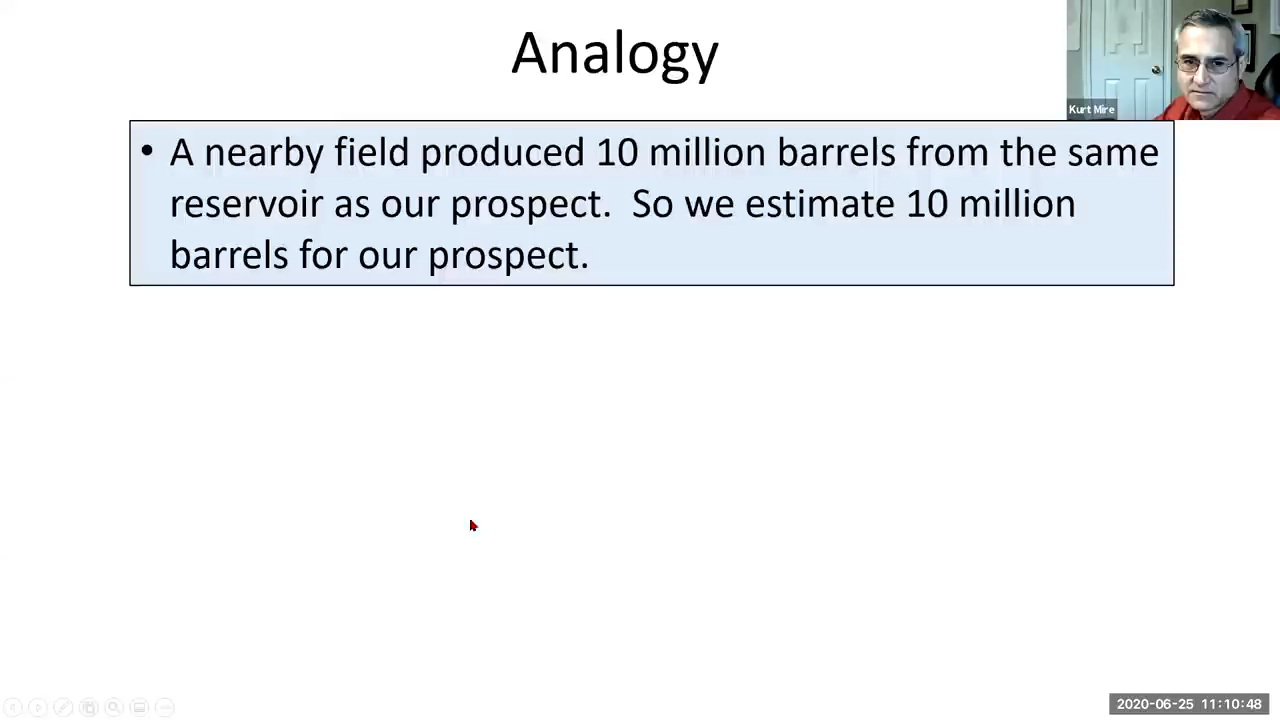 Analogy
Kurt Mire
• A nearby field produced 10 million barrels from the same
reservoir as our prospect.  So we estimate 10 million
barrels for our prospect.
2020-06-25 11:10:48